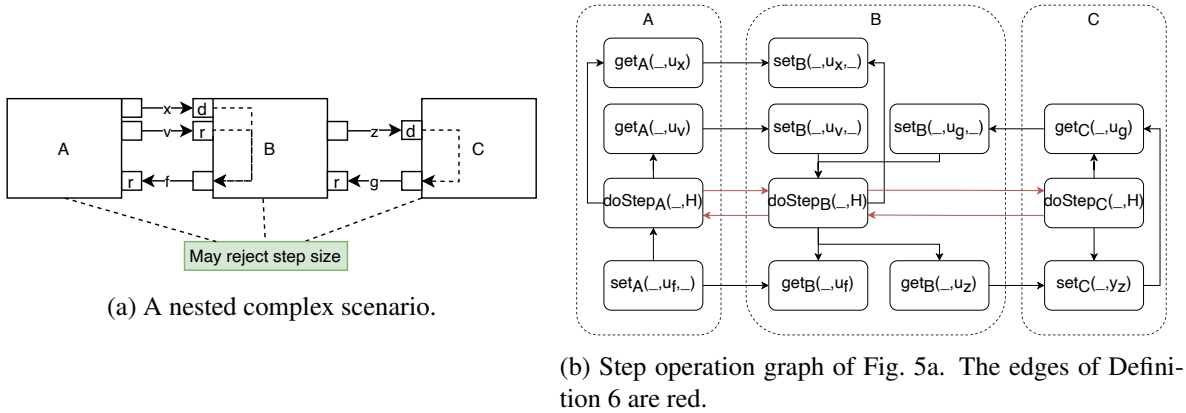 A
B
C
x
d
v
r
z
d
r
f
r
g
May reject step size
(a) A nested complex scenario.
A
B
C
getA(_,ux)
setB(_,ux,_)
getA(_,uv)
setB(_,uv,_)
setB(_,ug,_)
getC(_,ug)
doStepA(_,H)
doStepB(_,H)
doStepC(_,H)
setA(_,uf,_)
getB(_,uf)
getB(_,uz)
setC(_,yz)
(b) Step operation graph of Fig. 5a. The edges of Defini-
tion 6 are red.